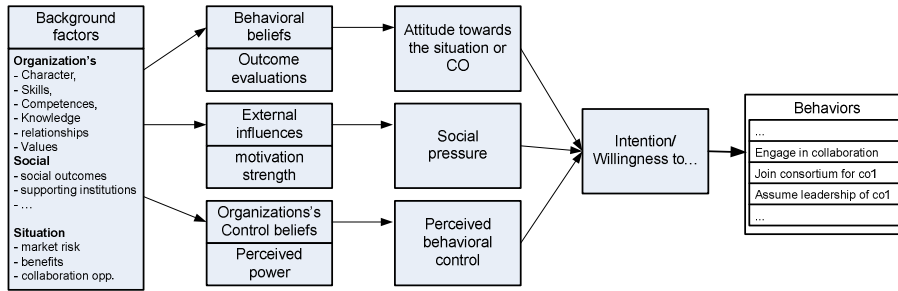 Background
factors
Organization's
- Character,
- Skills,
- Competences,
- Knowledge
- relationships
- Values
Social
- social outcomes
- supporting institutions
- ...
Situation
- market risk
- benefits
- collaboration opp.
Behavioral
beliefs
Outcome
evaluations
External
influences
motivation
strength
Organizations's
Control beliefs
Perceived
power
Attitude towards
the situation or
CO
Social
pressure
Perceived
behavioral
control
Intention/
Willingness to...
Behaviors
...
Engage in collaboration
Join consortium for co1
Assume leadership of co1
...